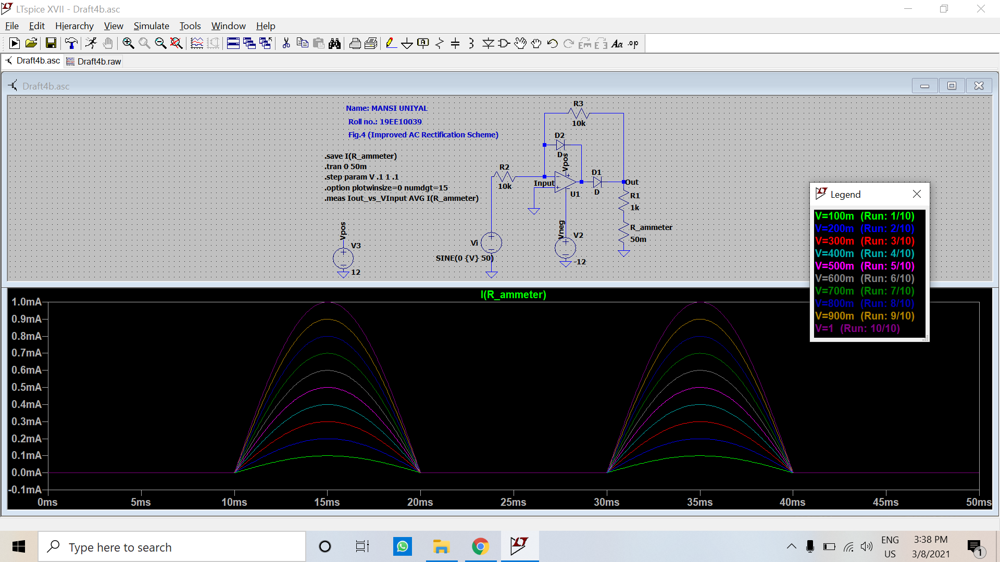 LTspice XVII - Draft4b.asc
File Edit Hierarchy View Simulate Tools Window Help
Draft4b.asc Draft4b.raw
Draft4b.asc
Name: MANSI UNIYAL
Roll no.: 19EE10039
Fig.4 (Improved AC Rectification Scheme)
.save I(R_ammeter)
.tran 0 50m
.step param V .1 1 .1
.option plotwinsize=0 numdgt=15
.meas Iout_vs_VInput AVG I(R_ammeter)
R3
10k
D2
D
Vpos
R2
10k
Input
U1
D1
D
Out
R1
1k
R_ammeter
50m
Vneg
V2
-12
Vi
SINE(0 {V} 50)
Vpos
V3
12
Legend
V=100m (Run: 1/10)
V=200m (Run: 2/10)
V=300m (Run: 3/10)
V=400m (Run: 4/10)
V=500m (Run: 5/10)
V=600m (Run: 6/10)
V=700m (Run: 7/10)
V=800m (Run: 8/10)
V=900m (Run: 9/10)
V=1 (Run: 10/10)
I(R_ammeter)
1.0mA
0.9mA
0.8mA
0.7mA
0.6mA
0.5mA
0.4mA
0.3mA
0.2mA
0.1mA
0.0mA
-0.1mA
0ms 5ms 10ms 15ms 20ms 25ms 30ms 35ms 40ms 45ms 50ms
Type here to search
ENG
US
3:38 PM
3/8/2021
1